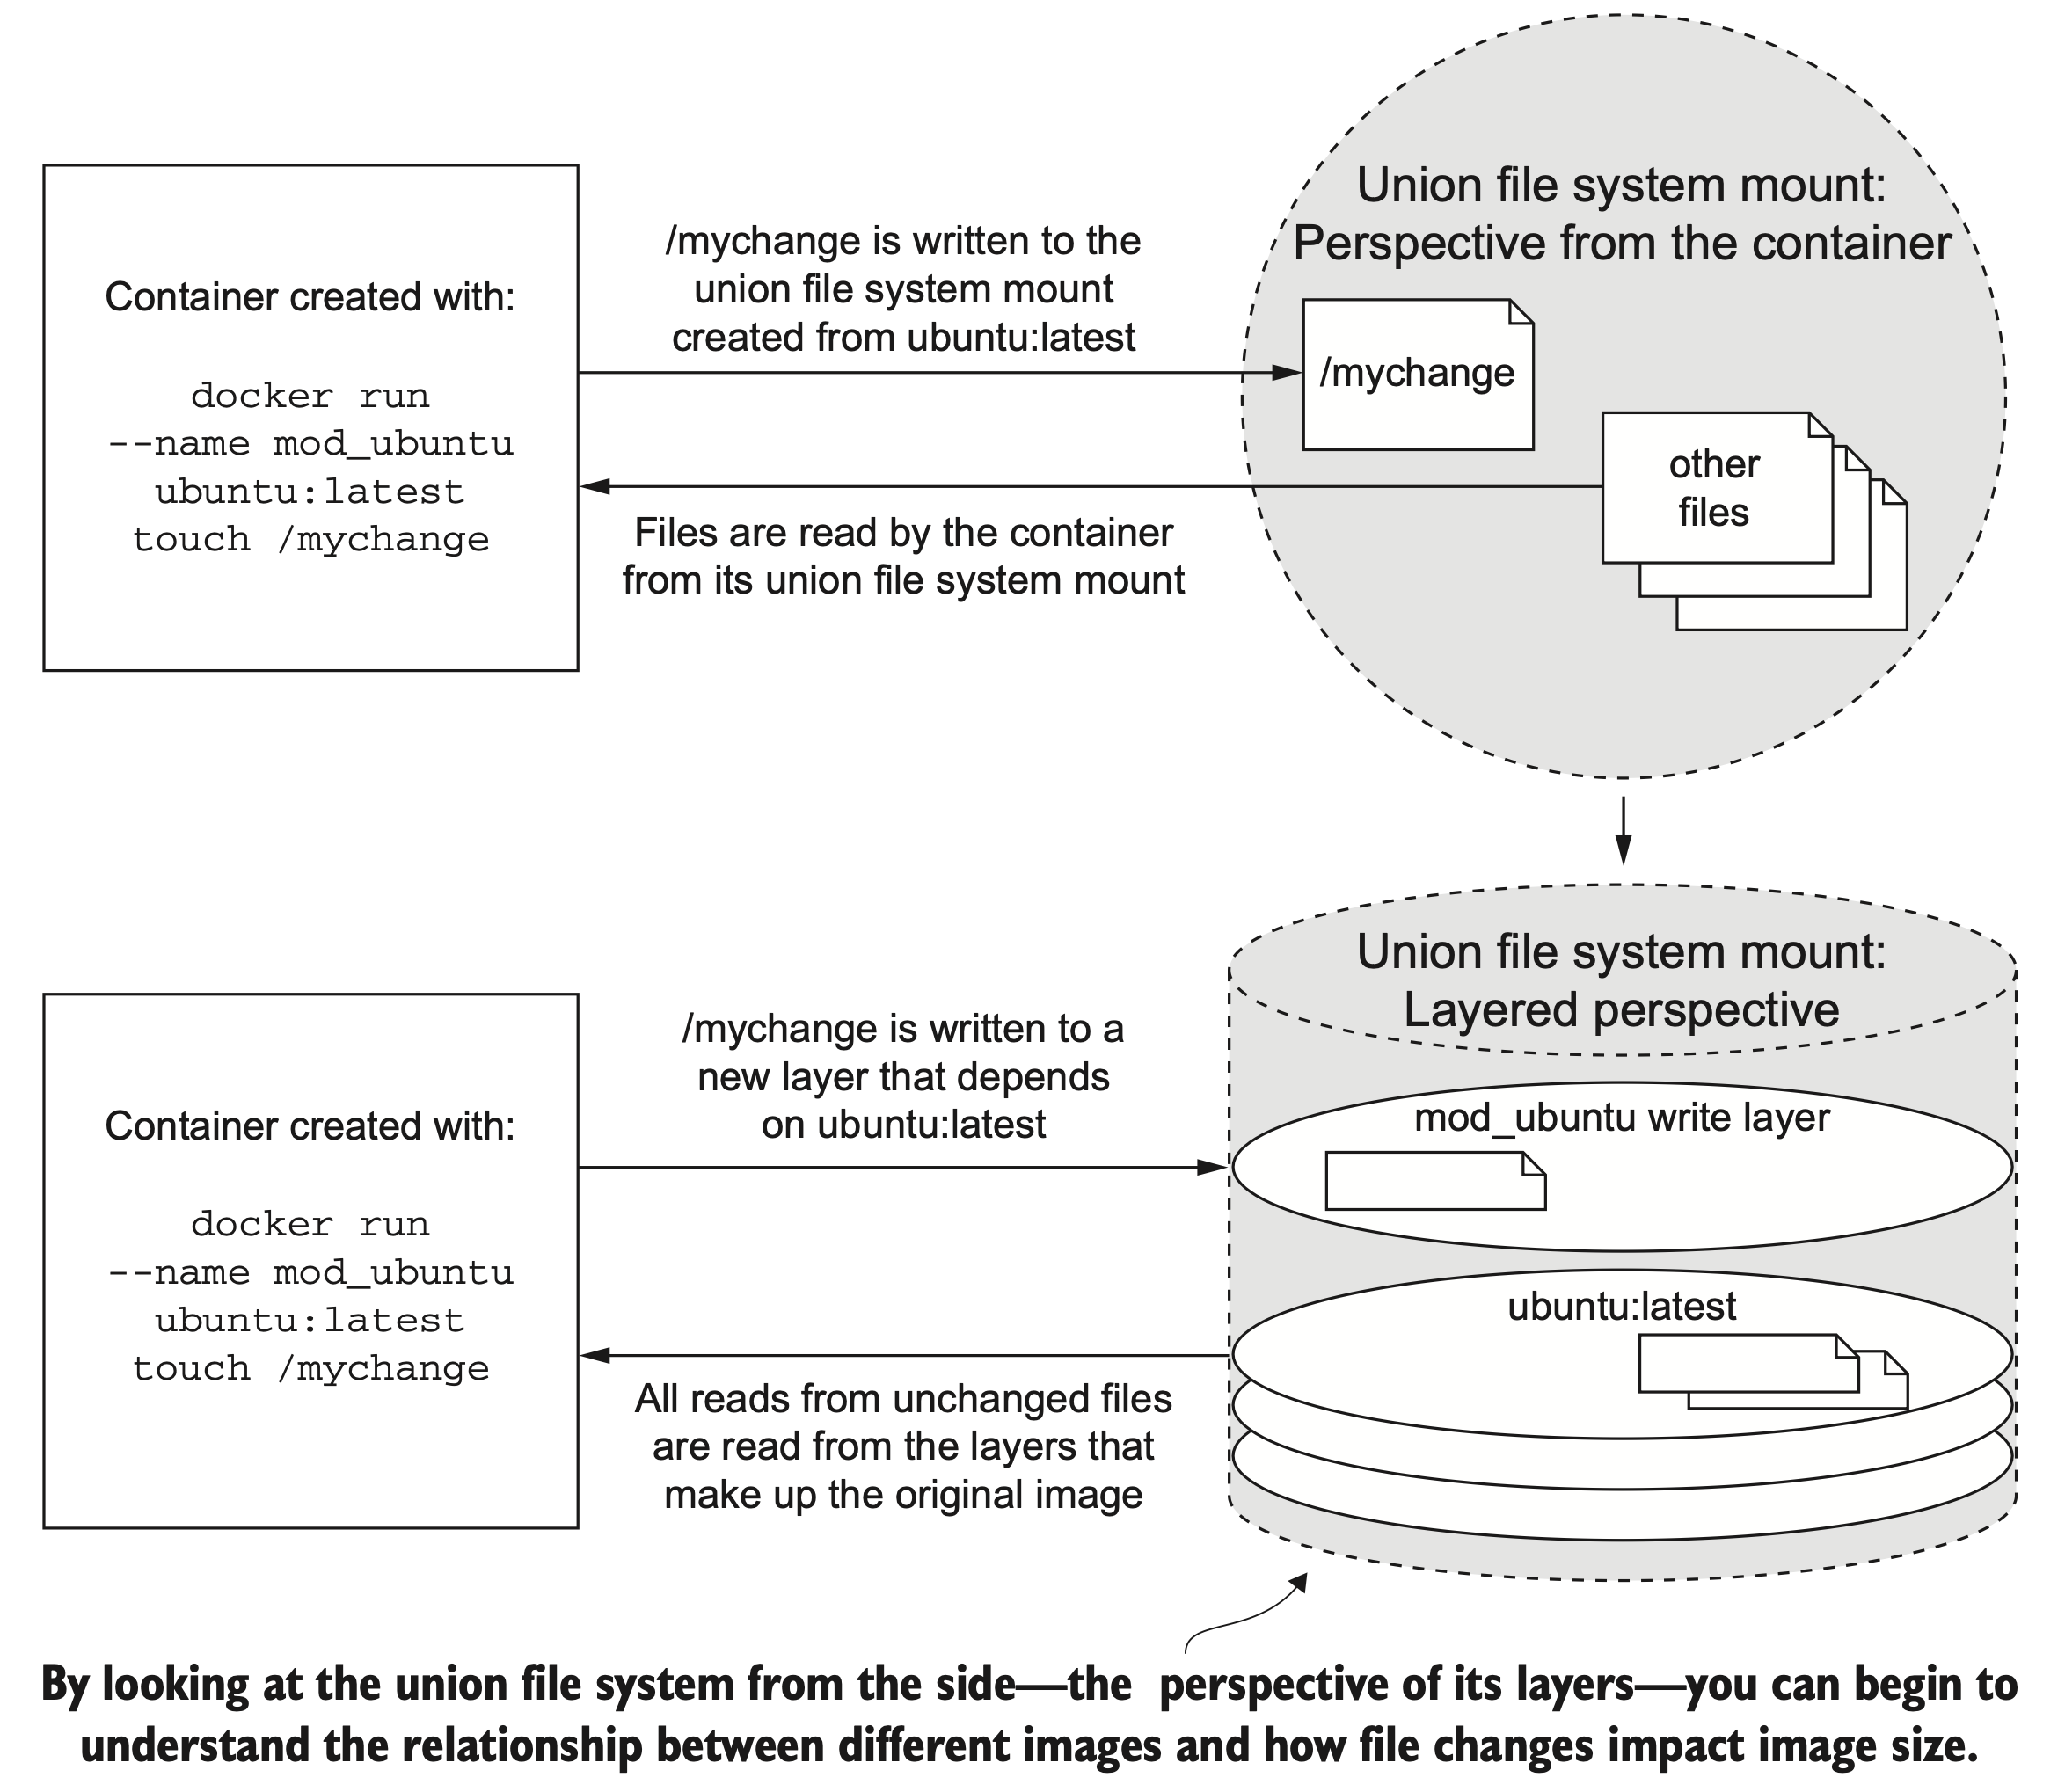 Union file system mount:
Perspective from the container
/mychange is written to the
union file system mount
created from ubuntu:latest
Container created with:
docker run
--name mod_ubuntu
ubuntu:latest
touch /mychange
/mychange
other
files
Files are read by the container
from its union file system mount
Union file system mount:
Layered perspective
/mychange is written to a
new layer that depends
on ubuntu:latest
Container created with:
docker run
--name mod_ubuntu
ubuntu:latest
touch /mychange
mod_ubuntu write layer
ubuntu:latest
All reads from unchanged files
are read from the layers that
make up the original image
By looking at the union file system from the side—the perspective of its layers—you can begin to
understand the relationship between different images and how file changes impact image size.